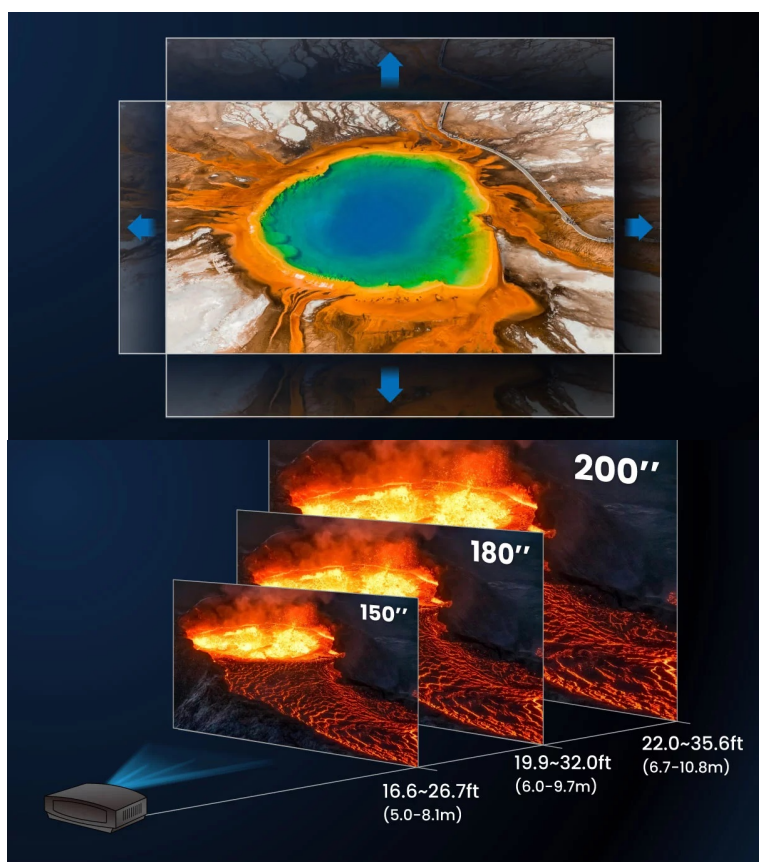 200′′
180′′
150′′
22.0~35.6ft
(6.7-10.8m)
19.9~32.0ft
(6.0-9.7m)
16.6~26.7ft
(5.0-8.1m)